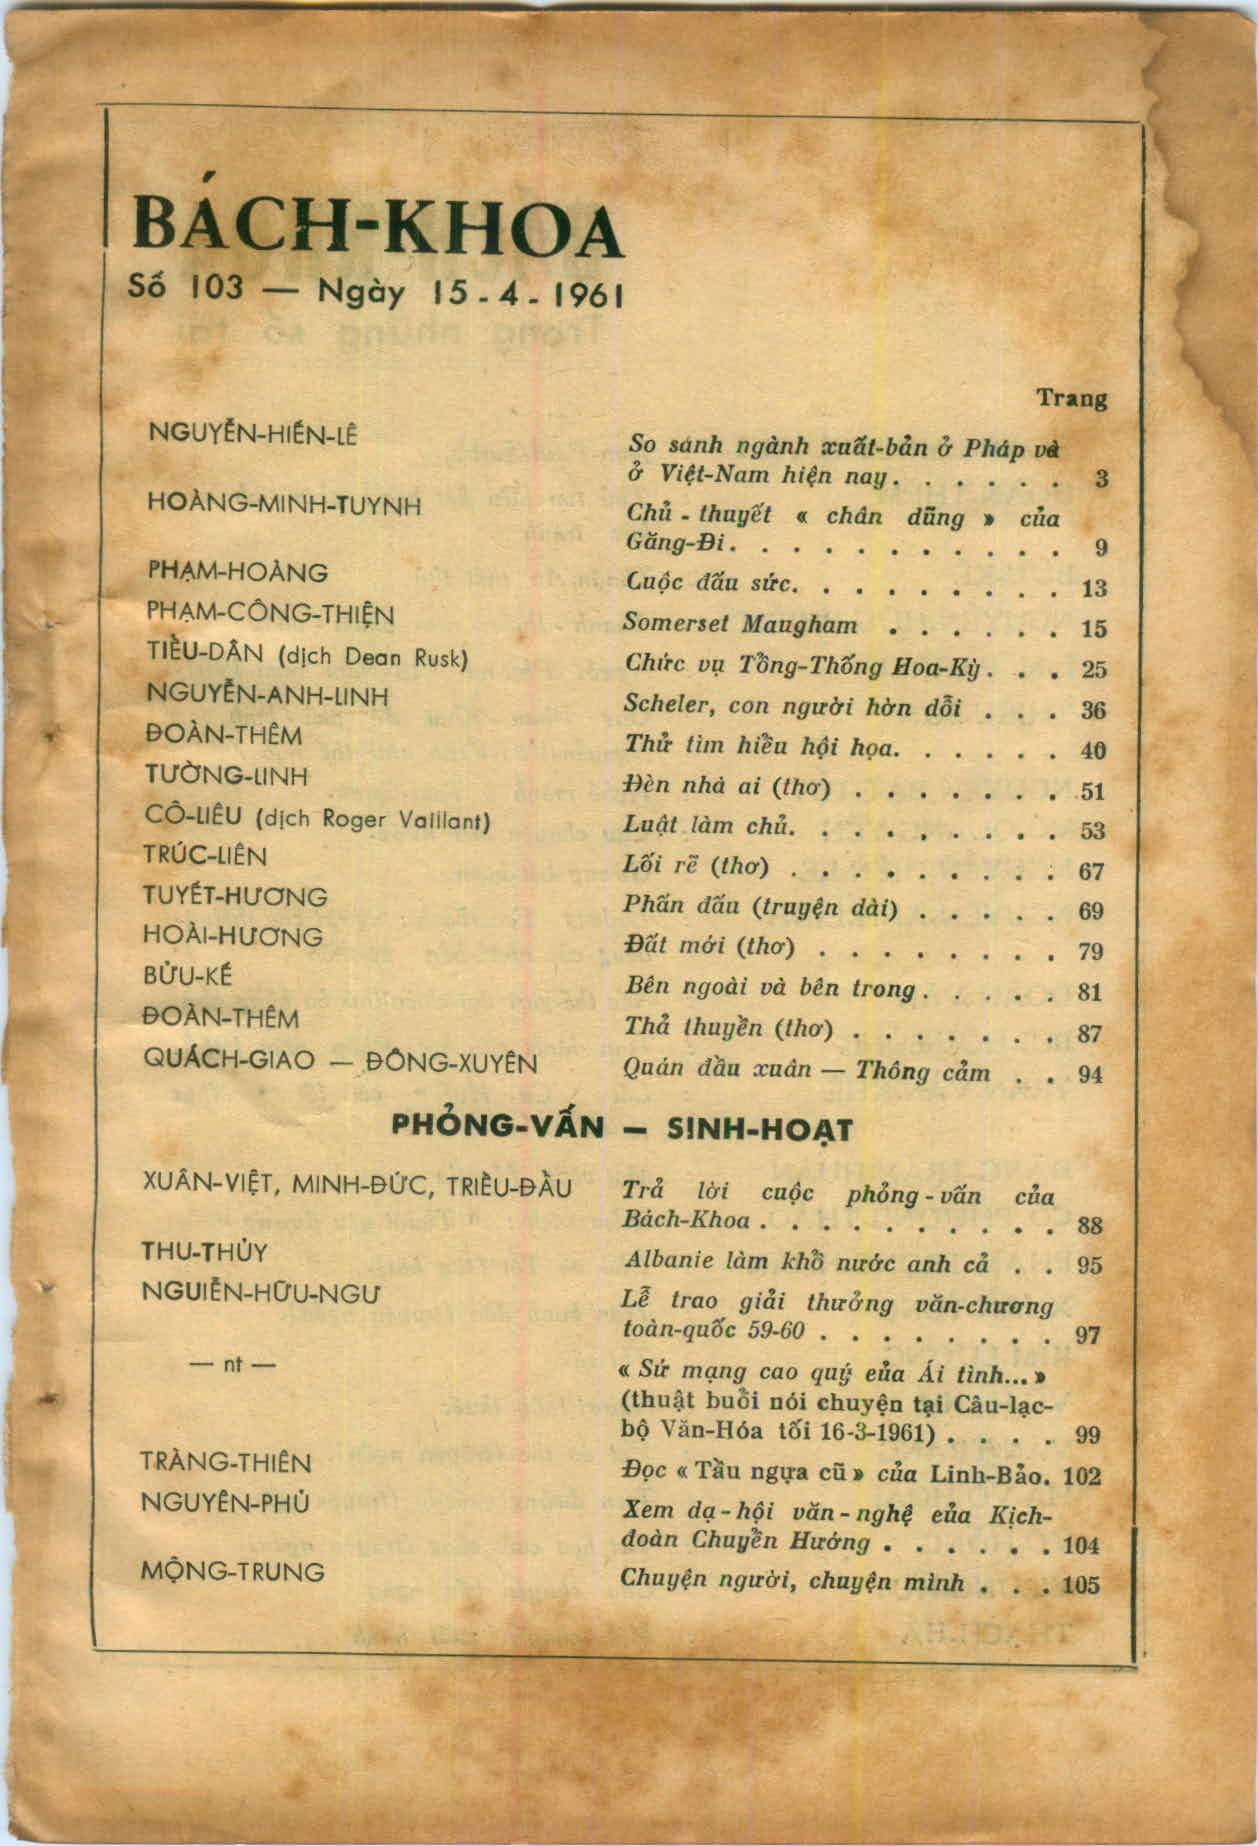 BÁCH-KHOA
Số 103 — Ngày 15-4-1961
Trang
NGUYỄN-HIẾN-LÊ So sánh ngành xuất-bản ở Pháp và
ở Việt-Nam hiện nay. . . . . . 3
HOÀNG-MINH-TUYNH Chủ-thuyết « chân dũng » của
Găng-Đi. . . . . . . . . . . 9
PHẠM-HOÀNG Cuộc đấu sức. . . . . . . . . 13
PHẠM-CÔNG-THIỆN Somerset Maugham . . . . . . 15
TIỀU-DÂN (dịch Dean Rusk) Chức vụ Tổng-Thống Hoa-Kỳ. . . 25
NGUYỄN-ANH-LINH Scheler, con người hờn dỗi . . . 36
ĐOÀN-THÊM Thử tìm hiểu hội họa. . . . . . 40
TƯỜNG-LINH Đèn nhà ai (thơ) . . . . . . . 51
CÔ-LIÊU (dịch Roger Vailland) Luật làm chủ. . . . . . . . . 53
TRÚC-LIÊN Lối rẽ (thơ) . . . . . . . . . 67
TUYẾT-HƯƠNG Phấn đấu (truyện dài) . . . . . 69
HOÀI-HƯƠNG Đất mới (thơ) . . . . . . . . 79
BỬU-KẾ Bên ngoài và bên trong. . . . . 81
ĐOÀN-THÊM Thả thuyền (thơ) . . . . . . . 87
QUÁCH-GIAO — ĐÔNG-XUYÊN Quán đầu xuân — Thông cảm . . 94
PHỎNG-VẤN — SINH-HOẠT
XUÂN-VIỆT, MINH-ĐỨC, TRIỀU-ĐẨU Trả lời cuộc phỏng-vấn của
Bách-Khoa . . . . . . . . . . 88
THU-THỦY Albanie làm khổ nước anh cả . . 95
NGUIỄN-HỮU-NGƯ Lễ trao giải thưởng văn-chương
toàn-quốc 59-60 . . . . . . . . 97
— nt — « Sứ mạng cao quý của Ái tình... »
(thuật buổi nói chuyện tại Câu-lạc-
bộ Văn-Hóa tối 16-3-1961) . . . . 99
TRÀNG-THIÊN Đọc « Tầu ngựa cũ » của Linh-Bảo. 102
NGUYÊN-PHỦ Xem dạ-hội văn-nghệ của Kịch-
đoàn Chuyển Hướng . . . . . . 104
MỘNG-TRUNG Chuyện người, chuyện mình . . . 105